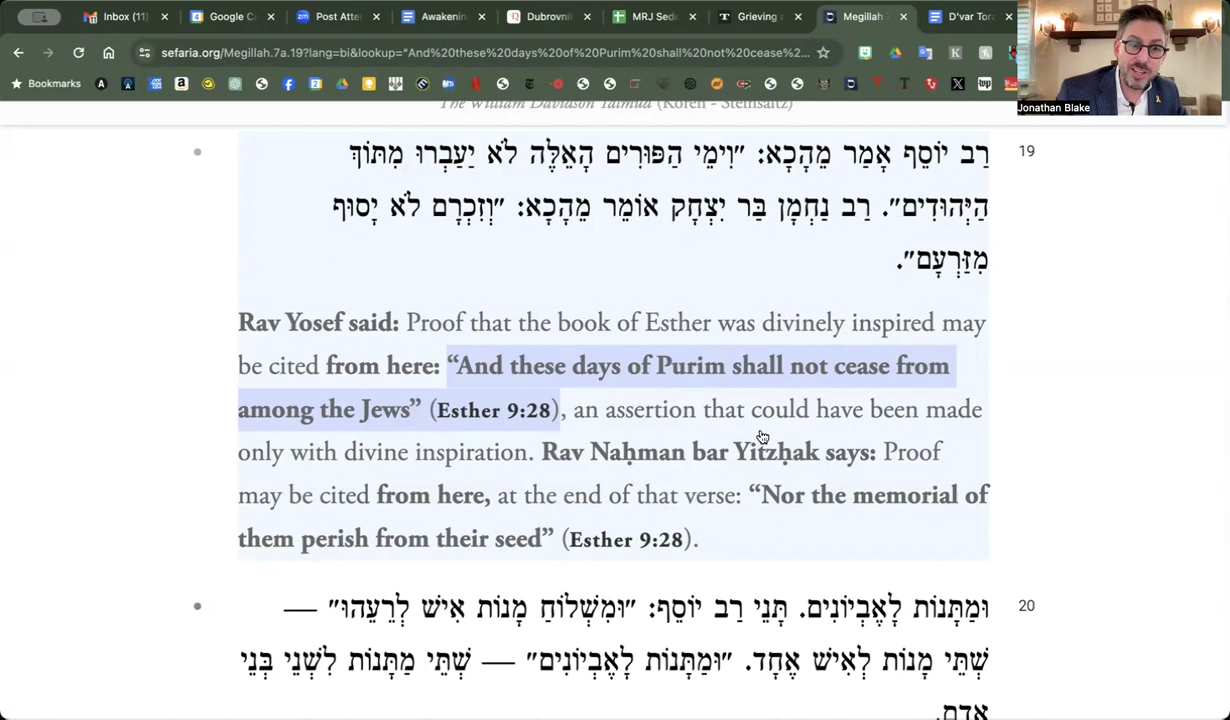 Inbox (11)
Google C
Post Atte
Awakenin
Dubrovni
MRJ Sede
Grieving a
Megillah 7
D'var Tora
sefaria.org/Megillah.7a.19?lang=bi&lookup="And%20these%20days%20of%20Purim%20shall%20not%20cease%...
Bookmarks
Jonathan Blake
The William Davidson Talmud (Koren - Steinsaltz)
רַב יוֹסֵף אָמַר מֵהָכָא: ״וִימֵי הַפּוּרִים הָאֵלֶּה לֹא יַעַבְרוּ מִתּוֹךְ
19
הַיְּהוּדִים״. רַב נַחְמָן בַּר יִצְחָק אוֹמֵר מֵהָכָא: ״וְזִכְרָם לֹא יָסוּף
מִזַּרְעָם״.
Rav Yosef said: Proof that the book of Esther was divinely inspired may
be cited from here: “And these days of Purim shall not cease from
among the Jews” (Esther 9:28), an assertion that could have been made
only with divine inspiration. Rav Naḥman bar Yitzḥak says: Proof
may be cited from here, at the end of that verse: “Nor the memorial of
them perish from their seed” (Esther 9:28).
וּמַתָּנוֹת לָאֶבְיוֹנִים. תָּנֵי רַב יוֹסֵף: ״וּמִשְׁלוֹחַ מָנוֹת אִישׁ לְרֵעֵהוּ״ —
20
שְׁתֵּי מָנוֹת לְאִישׁ אֶחָד. ״וּמַתָּנוֹת לָאֶבְיוֹנִים״ — שְׁתֵּי מַתָּנוֹת לִשְׁנֵי בְּנֵי
אָדָם.